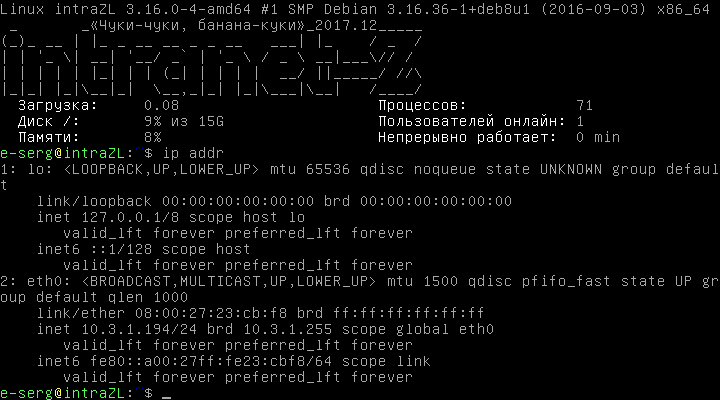 Linux intraZL 3.16.0-4-amd64 #1 SMP Debian 3.16.36-1+deb8u1 (2016-09-03) x86_64
_«Чуки-чуки, банана-куки»_2017.12_____
intranet-Z
Загрузка: 0.08 Процессов: 71
Диск /: 9% из 15G Пользователей онлайн: 1
Памяти: 8% Непрерывно работает: 0 min
e-serg@intraZL:~$ ip addr
1: lo: <LOOPBACK,UP,LOWER_UP> mtu 65536 qdisc noqueue state UNKNOWN group defaul
t
link/loopback 00:00:00:00:00:00 brd 00:00:00:00:00:00
inet 127.0.0.1/8 scope host lo
valid_lft forever preferred_lft forever
inet6 ::1/128 scope host
valid_lft forever preferred_lft forever
2: eth0: <BROADCAST,MULTICAST,UP,LOWER_UP> mtu 1500 qdisc pfifo_fast state UP gr
oup default qlen 1000
link/ether 08:00:27:23:cb:f8 brd ff:ff:ff:ff:ff:ff
inet 10.3.1.194/24 brd 10.3.1.255 scope global eth0
valid_lft forever preferred_lft forever
inet6 fe80::a00:27ff:fe23:cbf8/64 scope link
valid_lft forever preferred_lft forever
e-serg@intraZL:~$ _